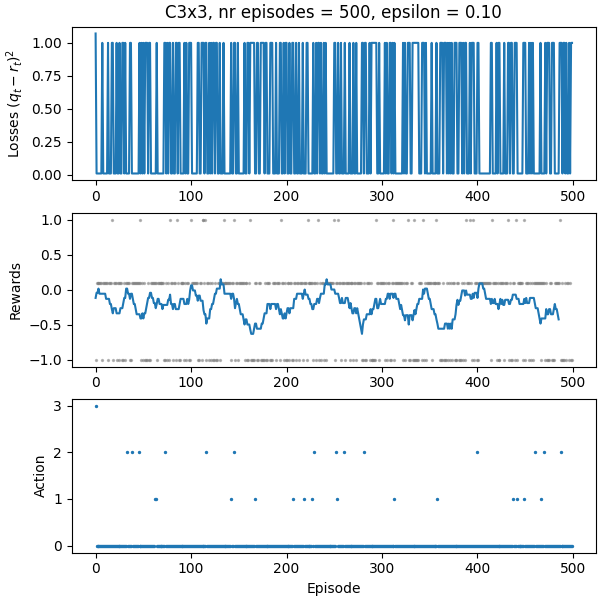 C3x3, nr episodes = 500, epsilon = 0.10
Losses $(q_t - r_t)^2$
1.00
0.75
0.50
0.25
0.00
0 100 200 300 400 500
Rewards
1.0
0.5
0.0
−0.5
−1.0
0 100 200 300 400 500
Action
3
2
1
0
0 100 200 300 400 500
Episode